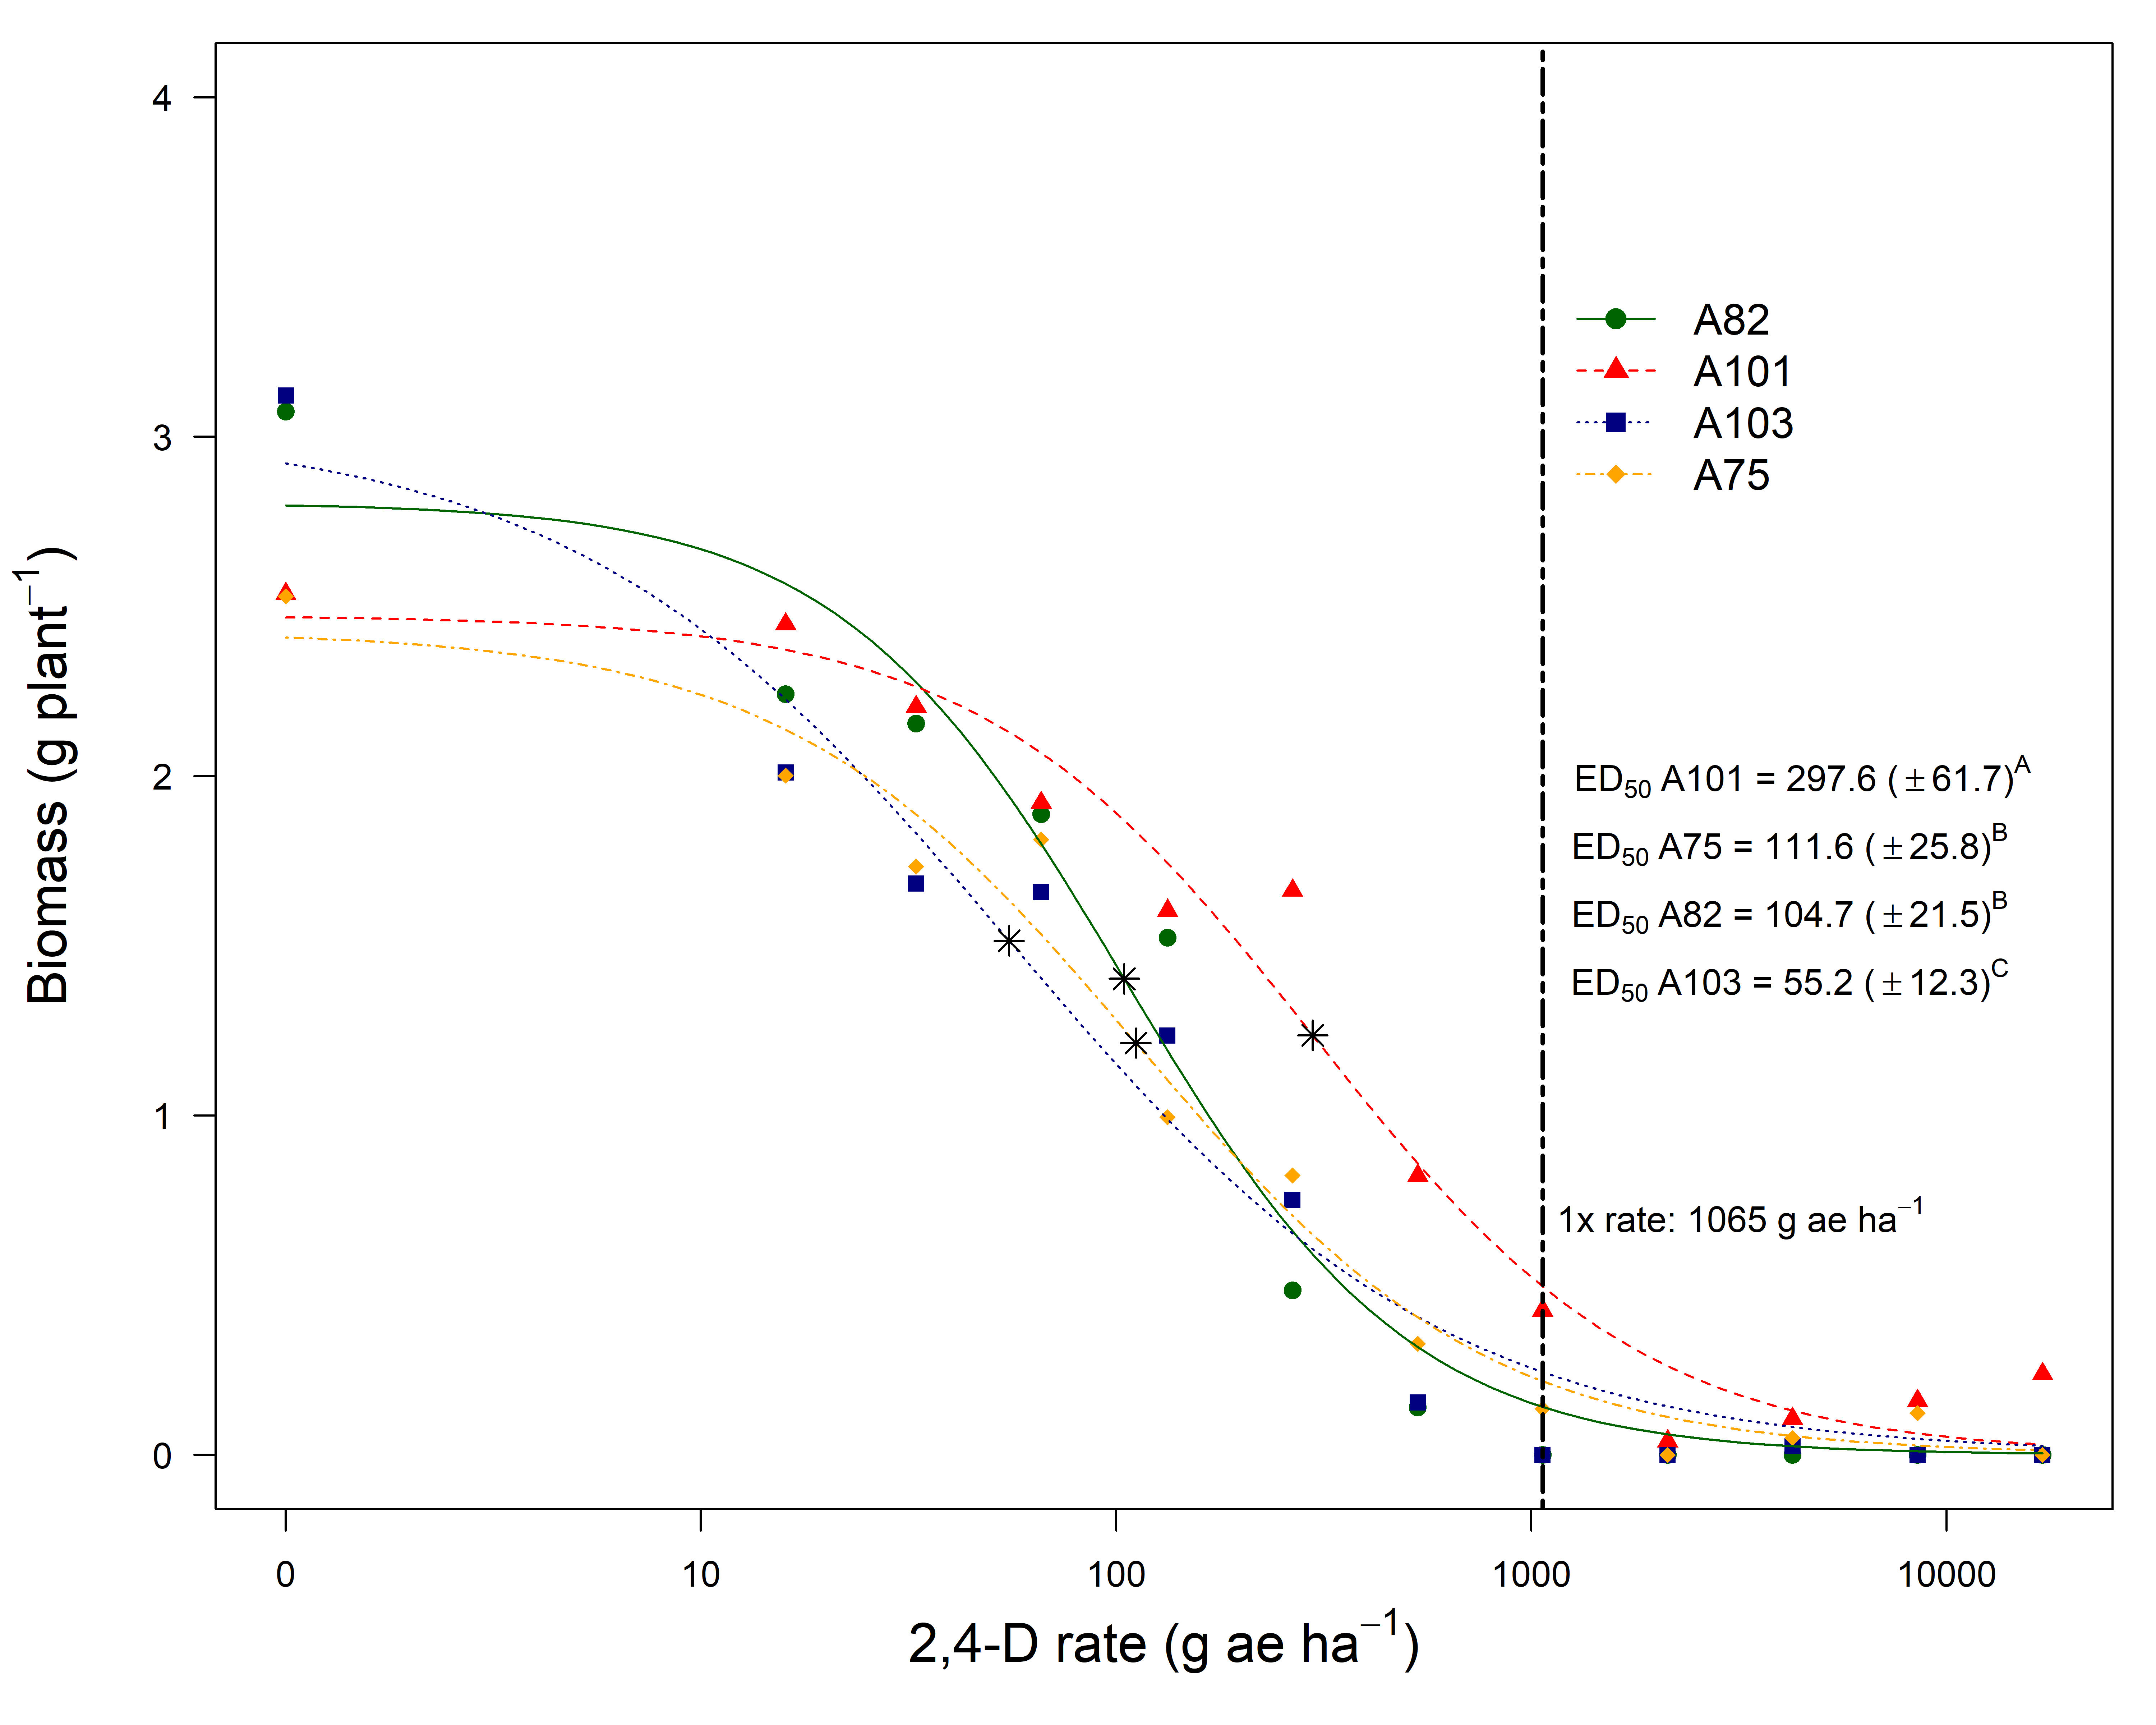 4
3
2
1
0
Biomass (g plant⁻¹)
A82
A101
A103
A75
ED₅₀ A101 = 297.6 (±61.7)ᴬ
ED₅₀ A75 = 111.6 (±25.8)ᴮ
ED₅₀ A82 = 104.7 (±21.5)ᴮ
ED₅₀ A103 = 55.2 (±12.3)ᶜ
1x rate: 1065 g ae ha⁻¹
0 10 100 1000 10000
2,4-D rate (g ae ha⁻¹)